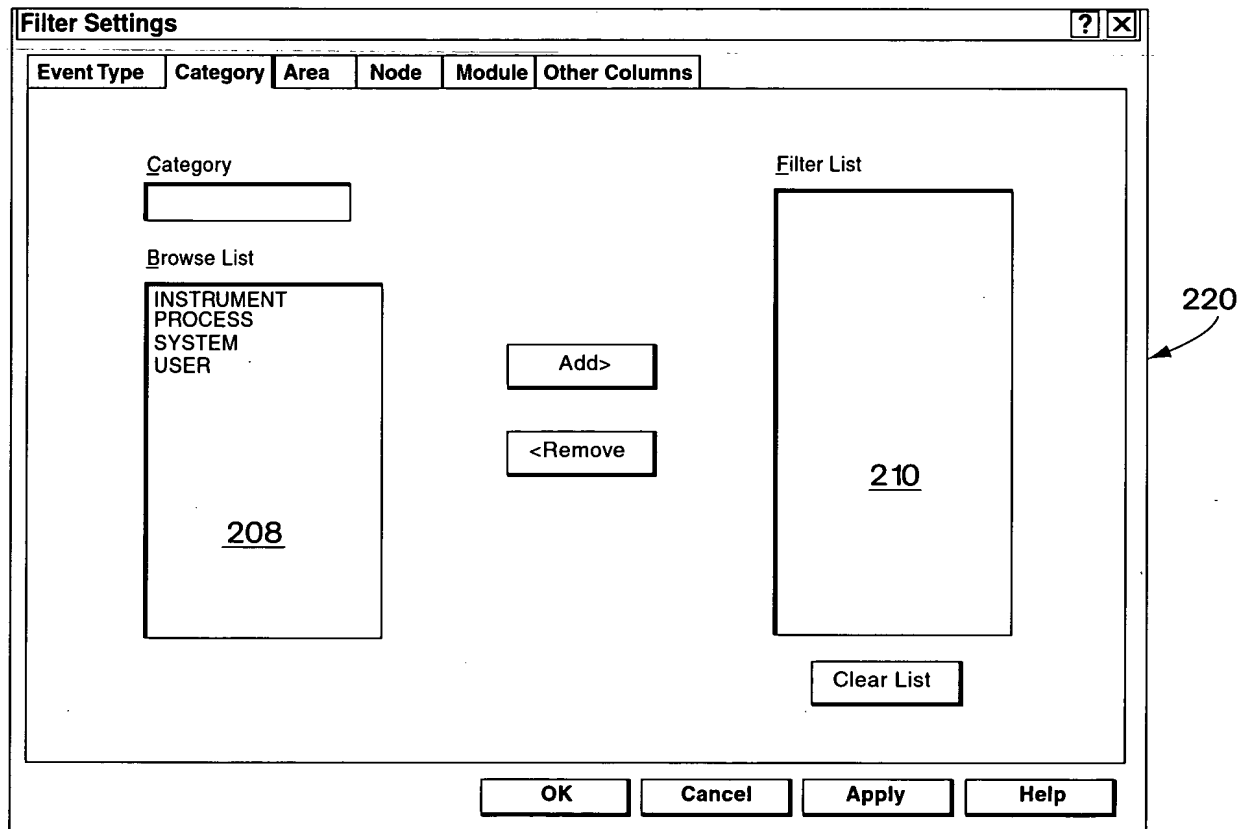 Filter Settings
? X
Event Type Category Area Node Module Other Columns
Category
Filter List
Browse List
INSTRUMENT
PROCESS
SYSTEM
USER
220
Add>
<Remove
210
208
Clear List
OK Cancel Apply Help